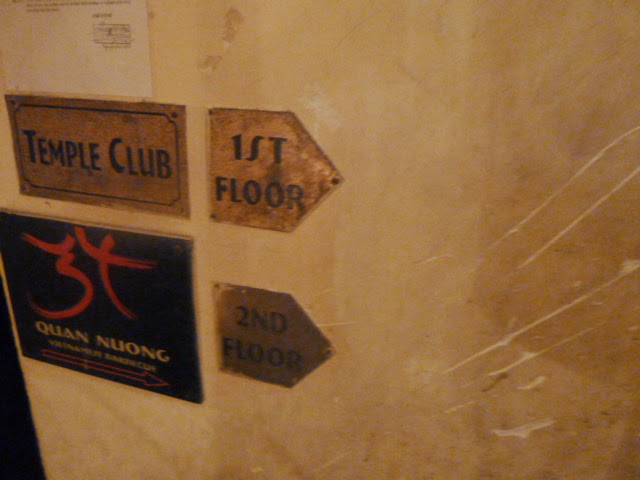 TEMPLE CLUB
1ST
FLOOR
QUAN NUONG
VIETNAMESE BARBECUE
2ND
FLOOR